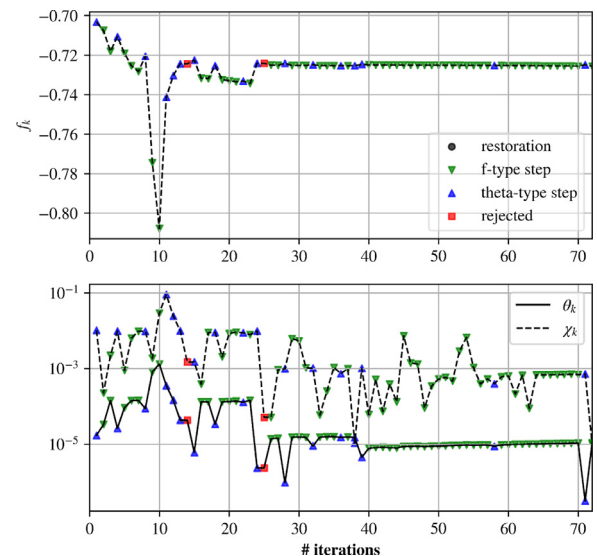 −0.70
−0.72
−0.74
−0.76
−0.78
−0.80
f_k
restoration
f-type step
theta-type step
rejected
0 10 20 30 40 50 60 70
10⁻¹
10⁻³
10⁻⁵
θ_k
χ_k
0 10 20 30 40 50 60 70
# iterations